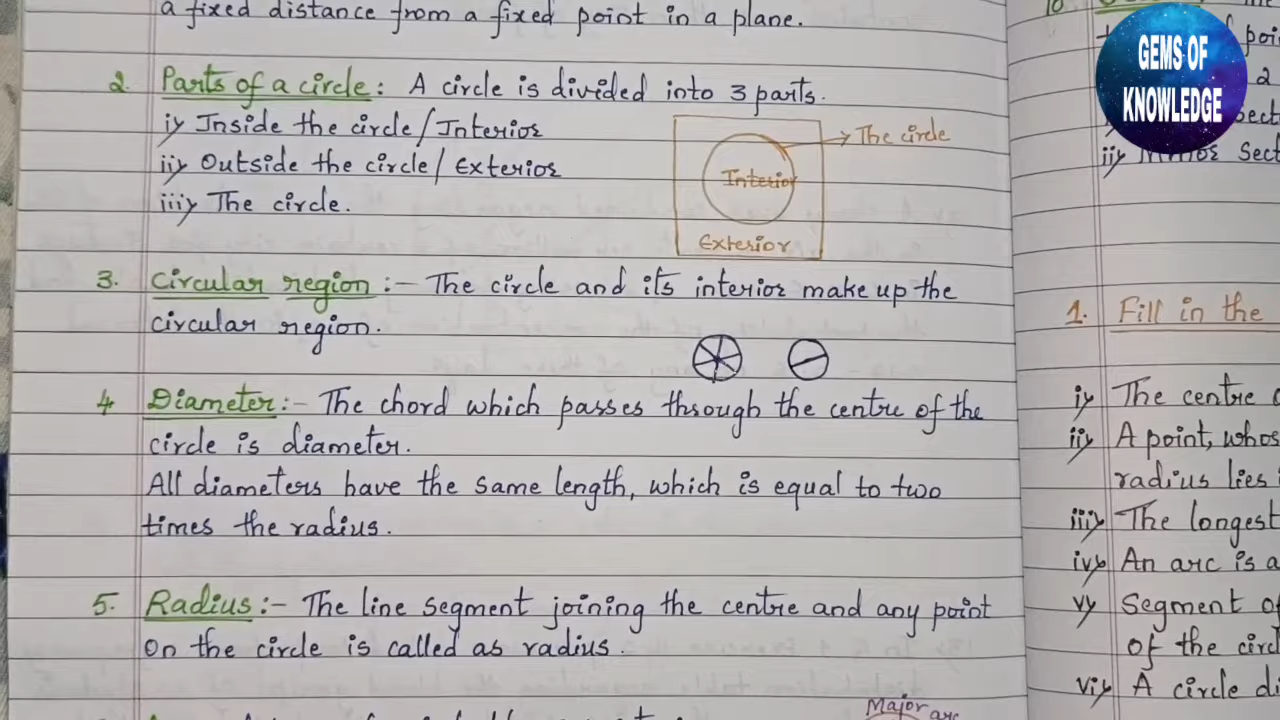 a fixed distance from a fixed point in a plane.
2. Parts of a circle: A circle is divided into 3 parts.
i) Inside the circle/Interior
ii) Outside the circle/Exterior
iii) The circle.
The circle
Interior
Exterior
3. Circular region :- The circle and its interior make up the
circular region.
4 Diameter:- The chord which passes through the centre of the
circle is diameter.
All diameters have the same length, which is equal to two
times the radius.
5. Radius:- The line segment joining the centre and any point
on the circle is called as radius.
Major arc
10
GEMS OF
KNOWLEDGE
2
ii) Sect
1. Fill in the
i) The centre
ii) A point, whos
radius lies
iii) The longest
iv) An arc is a
v) Segment of
of the circ
vi) A circle di